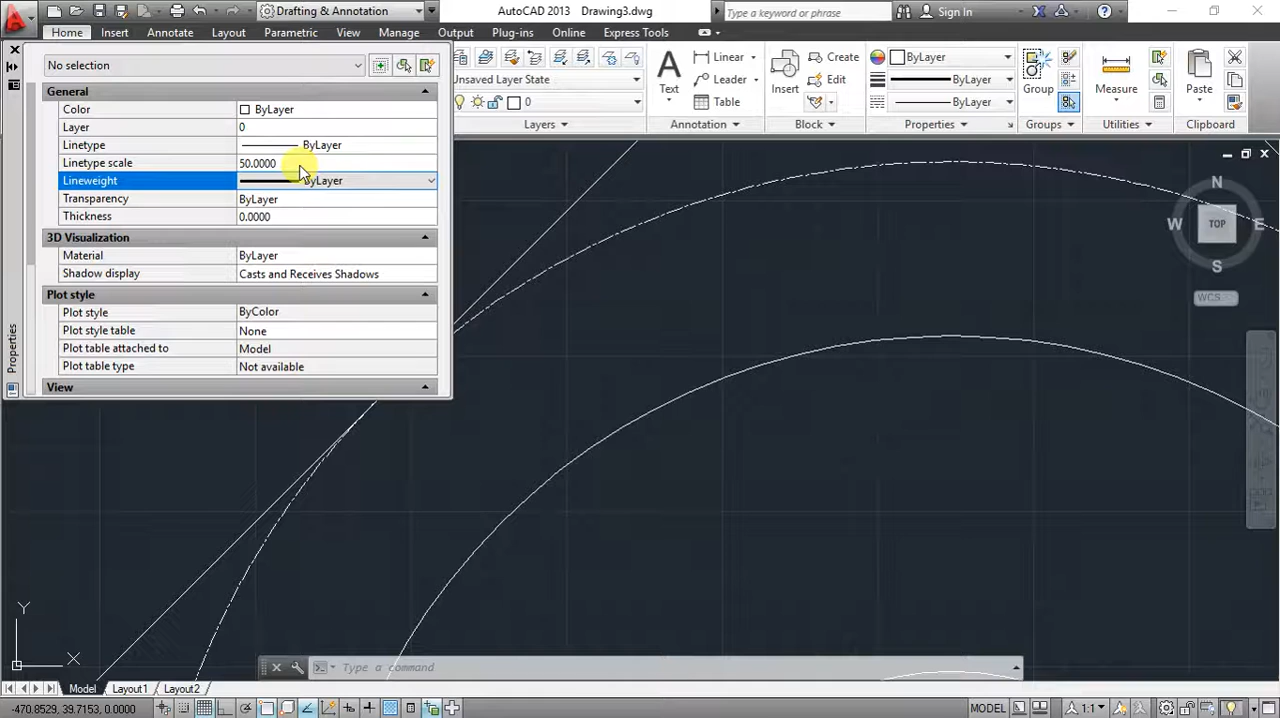 Drafting & Annotation
AutoCAD 2013 Drawing3.dwg
Type a keyword or phrase
Sign In
Home Insert Annotate Layout Parametric View Manage Output Plug-ins Online Express Tools
No selection
General
Color ByLayer
Layer 0
Linetype ByLayer
Linetype scale 50.0000
Lineweight ByLayer
Transparency ByLayer
Thickness 0.0000
3D Visualization
Material ByLayer
Shadow display Casts and Receives Shadows
Plot style
Plot style ByColor
Plot style table None
Plot table attached to Model
Plot table type Not available
View
Properties
Unsaved Layer State
0
Layers
Text
Linear
Leader
Table
Annotation
Insert
Create
Edit
Block
ByLayer
ByLayer
ByLayer
Properties
Group
Groups
Measure
Utilities
Paste
Clipboard
N
W TOP E
S
WCS
Y
X
Type a command
Model Layout1 Layout2
-470.8529, 39.7153, 0.0000
MODEL
1:1